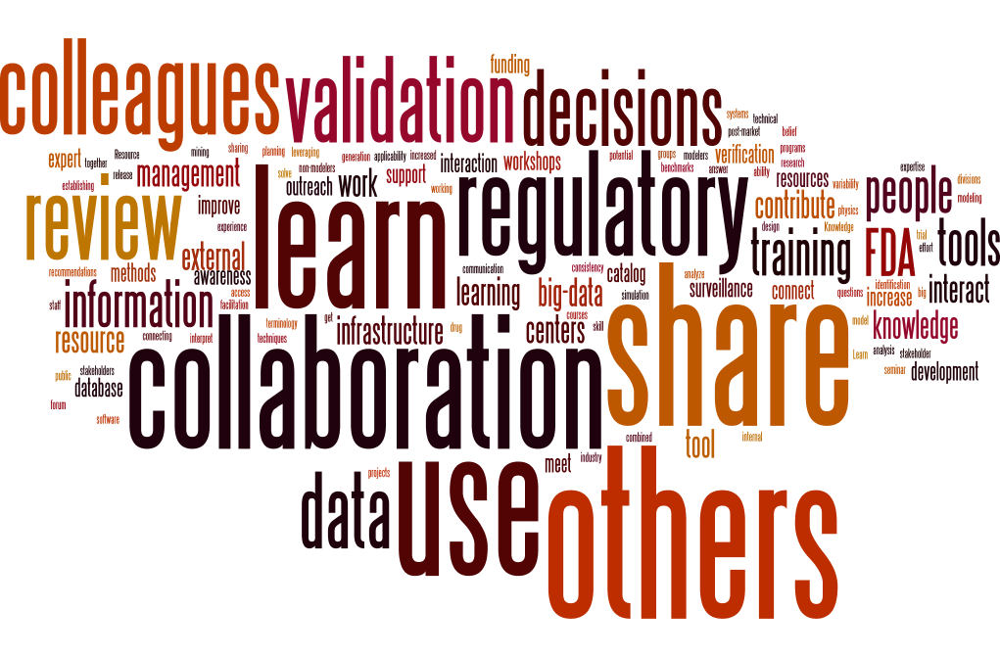 funding
colleagues
validation
decisions
systems
technical
post-market
belief
expert
together
Resource
mining
sharing
planning
leveraging
generation
applicability
increased
interaction
workshops
potential
groups
modelers
verification
programs
research
establishing
release
management
solve
non-modelers
outreach
work
support
working
benchmarks
answer
ability
resources
variability
expertise
people
divisions
modeling
review
improve
experience
learn
regulatory
contribute
physics
design
Knowledge
training
FDA
trial
effort
tools
external
awareness
recommendations
methods
communication
consistency
catalog
analyze
surveillance
connect
questions
identification
increase
big
interact
learning
big-data
simulation
staff
information
access
facilitation
terminology
get
infrastructure
drug
centers
courses
skill
share
model
knowledge
resource
connecting
interpret
techniques
collaboration
Learn
analysis
stakeholder
seminar
development
public
stakeholders
database
forum
software
combined
tool
internal
projects
data
use
meet
industry
others